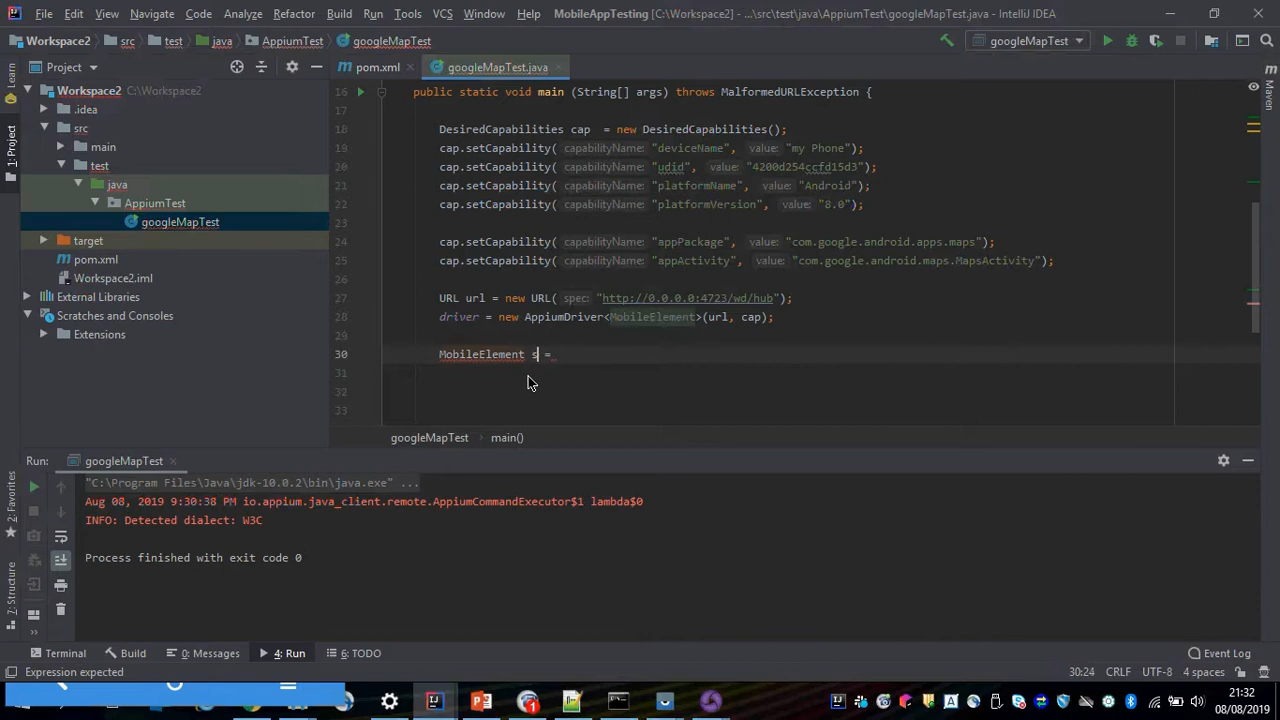 File Edit View Navigate Code Analyze Refactor Build Run Tools VCS Window Help MobileAppTesting [C:\Workspace2] - ...\src\test\java\AppiumTest\googleMapTest.java - IntelliJ IDEA
Workspace2 src test java AppiumTest googleMapTest googleMapTest
Learn
1: Project
2: Favorites
7: Structure
Maven
Project
pom.xml googleMapTest.java
Workspace2 C:\Workspace2
.idea
src
main
test
java
AppiumTest
googleMapTest
target
pom.xml
Workspace2.iml
External Libraries
Scratches and Consoles
Extensions
16 public static void main (String[] args) throws MalformedURLException {
17
18 DesiredCapabilities cap = new DesiredCapabilities();
19 cap.setCapability( capabilityName: "deviceName", value: "my Phone");
20 cap.setCapability( capabilityName: "udid", value: "4200d254ccfd15d3");
21 cap.setCapability( capabilityName: "platformName", value: "Android");
22 cap.setCapability( capabilityName: "platformVersion", value: "8.0");
23
24 cap.setCapability( capabilityName: "appPackage", value: "com.google.android.apps.maps");
25 cap.setCapability( capabilityName: "appActivity", value: "com.google.android.maps.MapsActivity");
26
27 URL url = new URL( spec: "http://0.0.0.0:4723/wd/hub");
28 driver = new AppiumDriver<MobileElement>(url, cap);
29
30 MobileElement s =
31
32
33
googleMapTest main()
Run: googleMapTest
"C:\Program Files\Java\jdk-10.0.2\bin\java.exe" ...
Aug 08, 2019 9:30:38 PM io.appium.java_client.remote.AppiumCommandExecutor$1 lambda$0
INFO: Detected dialect: W3C
Process finished with exit code 0
Terminal Build 0: Messages 4: Run 6: TODO Event Log
Expression expected 30:24 CRLF UTF-8 4 spaces
21:32
08/08/2019